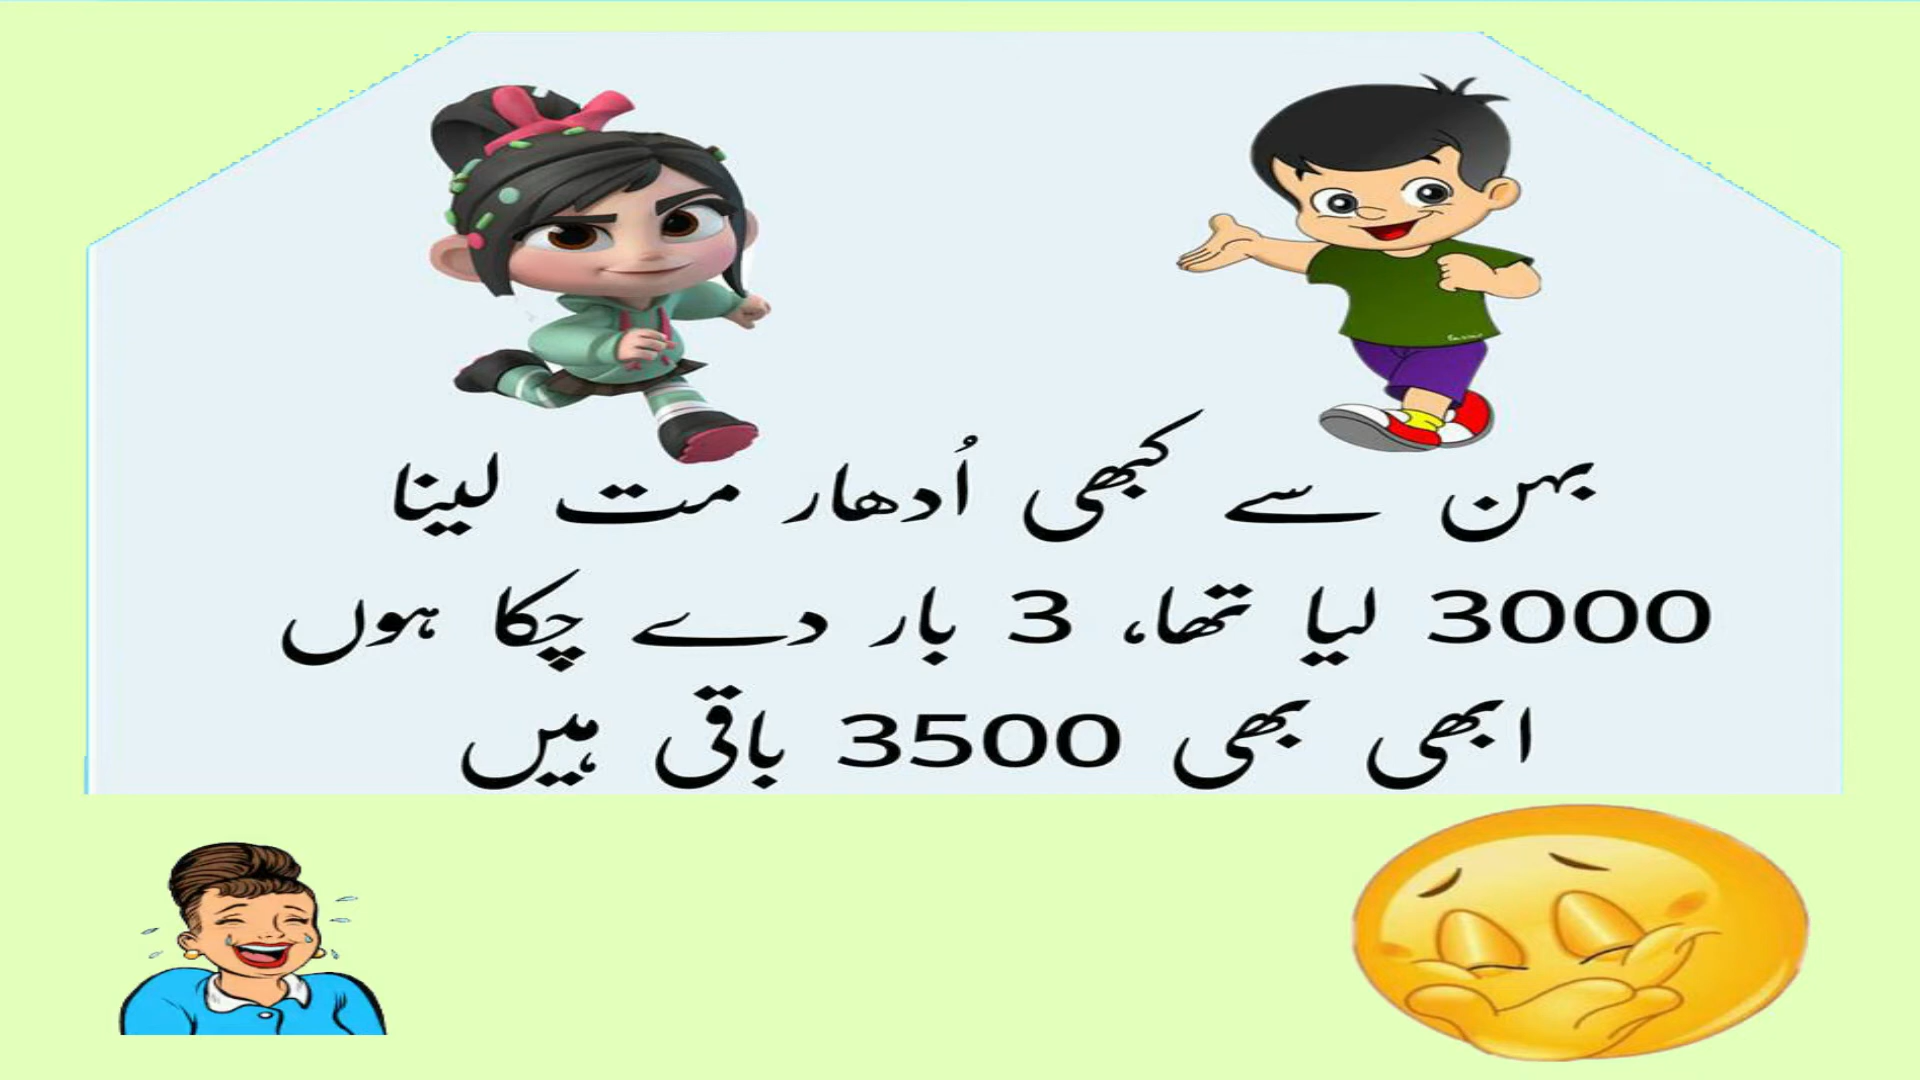 بہن سے کبھی اُدھار مت لینا
3000 لیا تھا، 3 بار دے چکا ہوں
ابھی بھی 3500 باقی ہیں